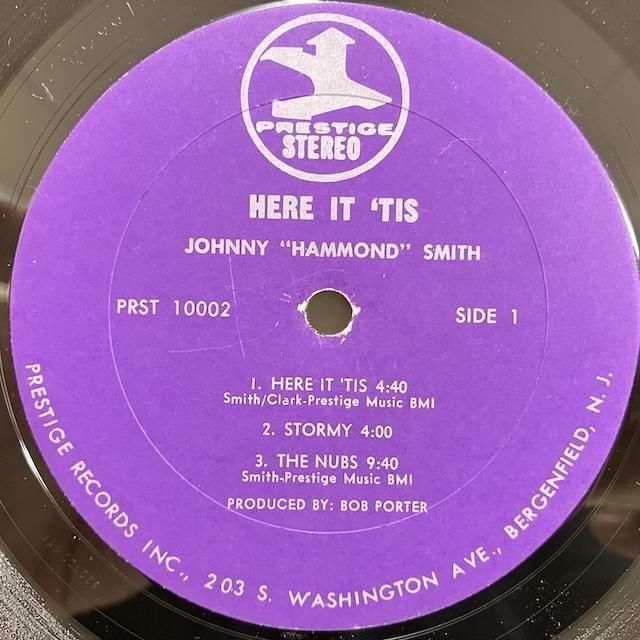 PRESTIGE
STEREO
HERE IT 'TIS
JOHNNY "HAMMOND" SMITH
PRST 10002
SIDE 1
1. HERE IT 'TIS 4:40
Smith/Clark-Prestige Music BMI
2. STORMY 4:00
3. THE NUBS 9:40
Smith-Prestige Music BMI
PRODUCED BY: BOB PORTER
PRESTIGE RECORDS INC., 203 S. WASHINGTON AVE., BERGENFIELD, N. J.